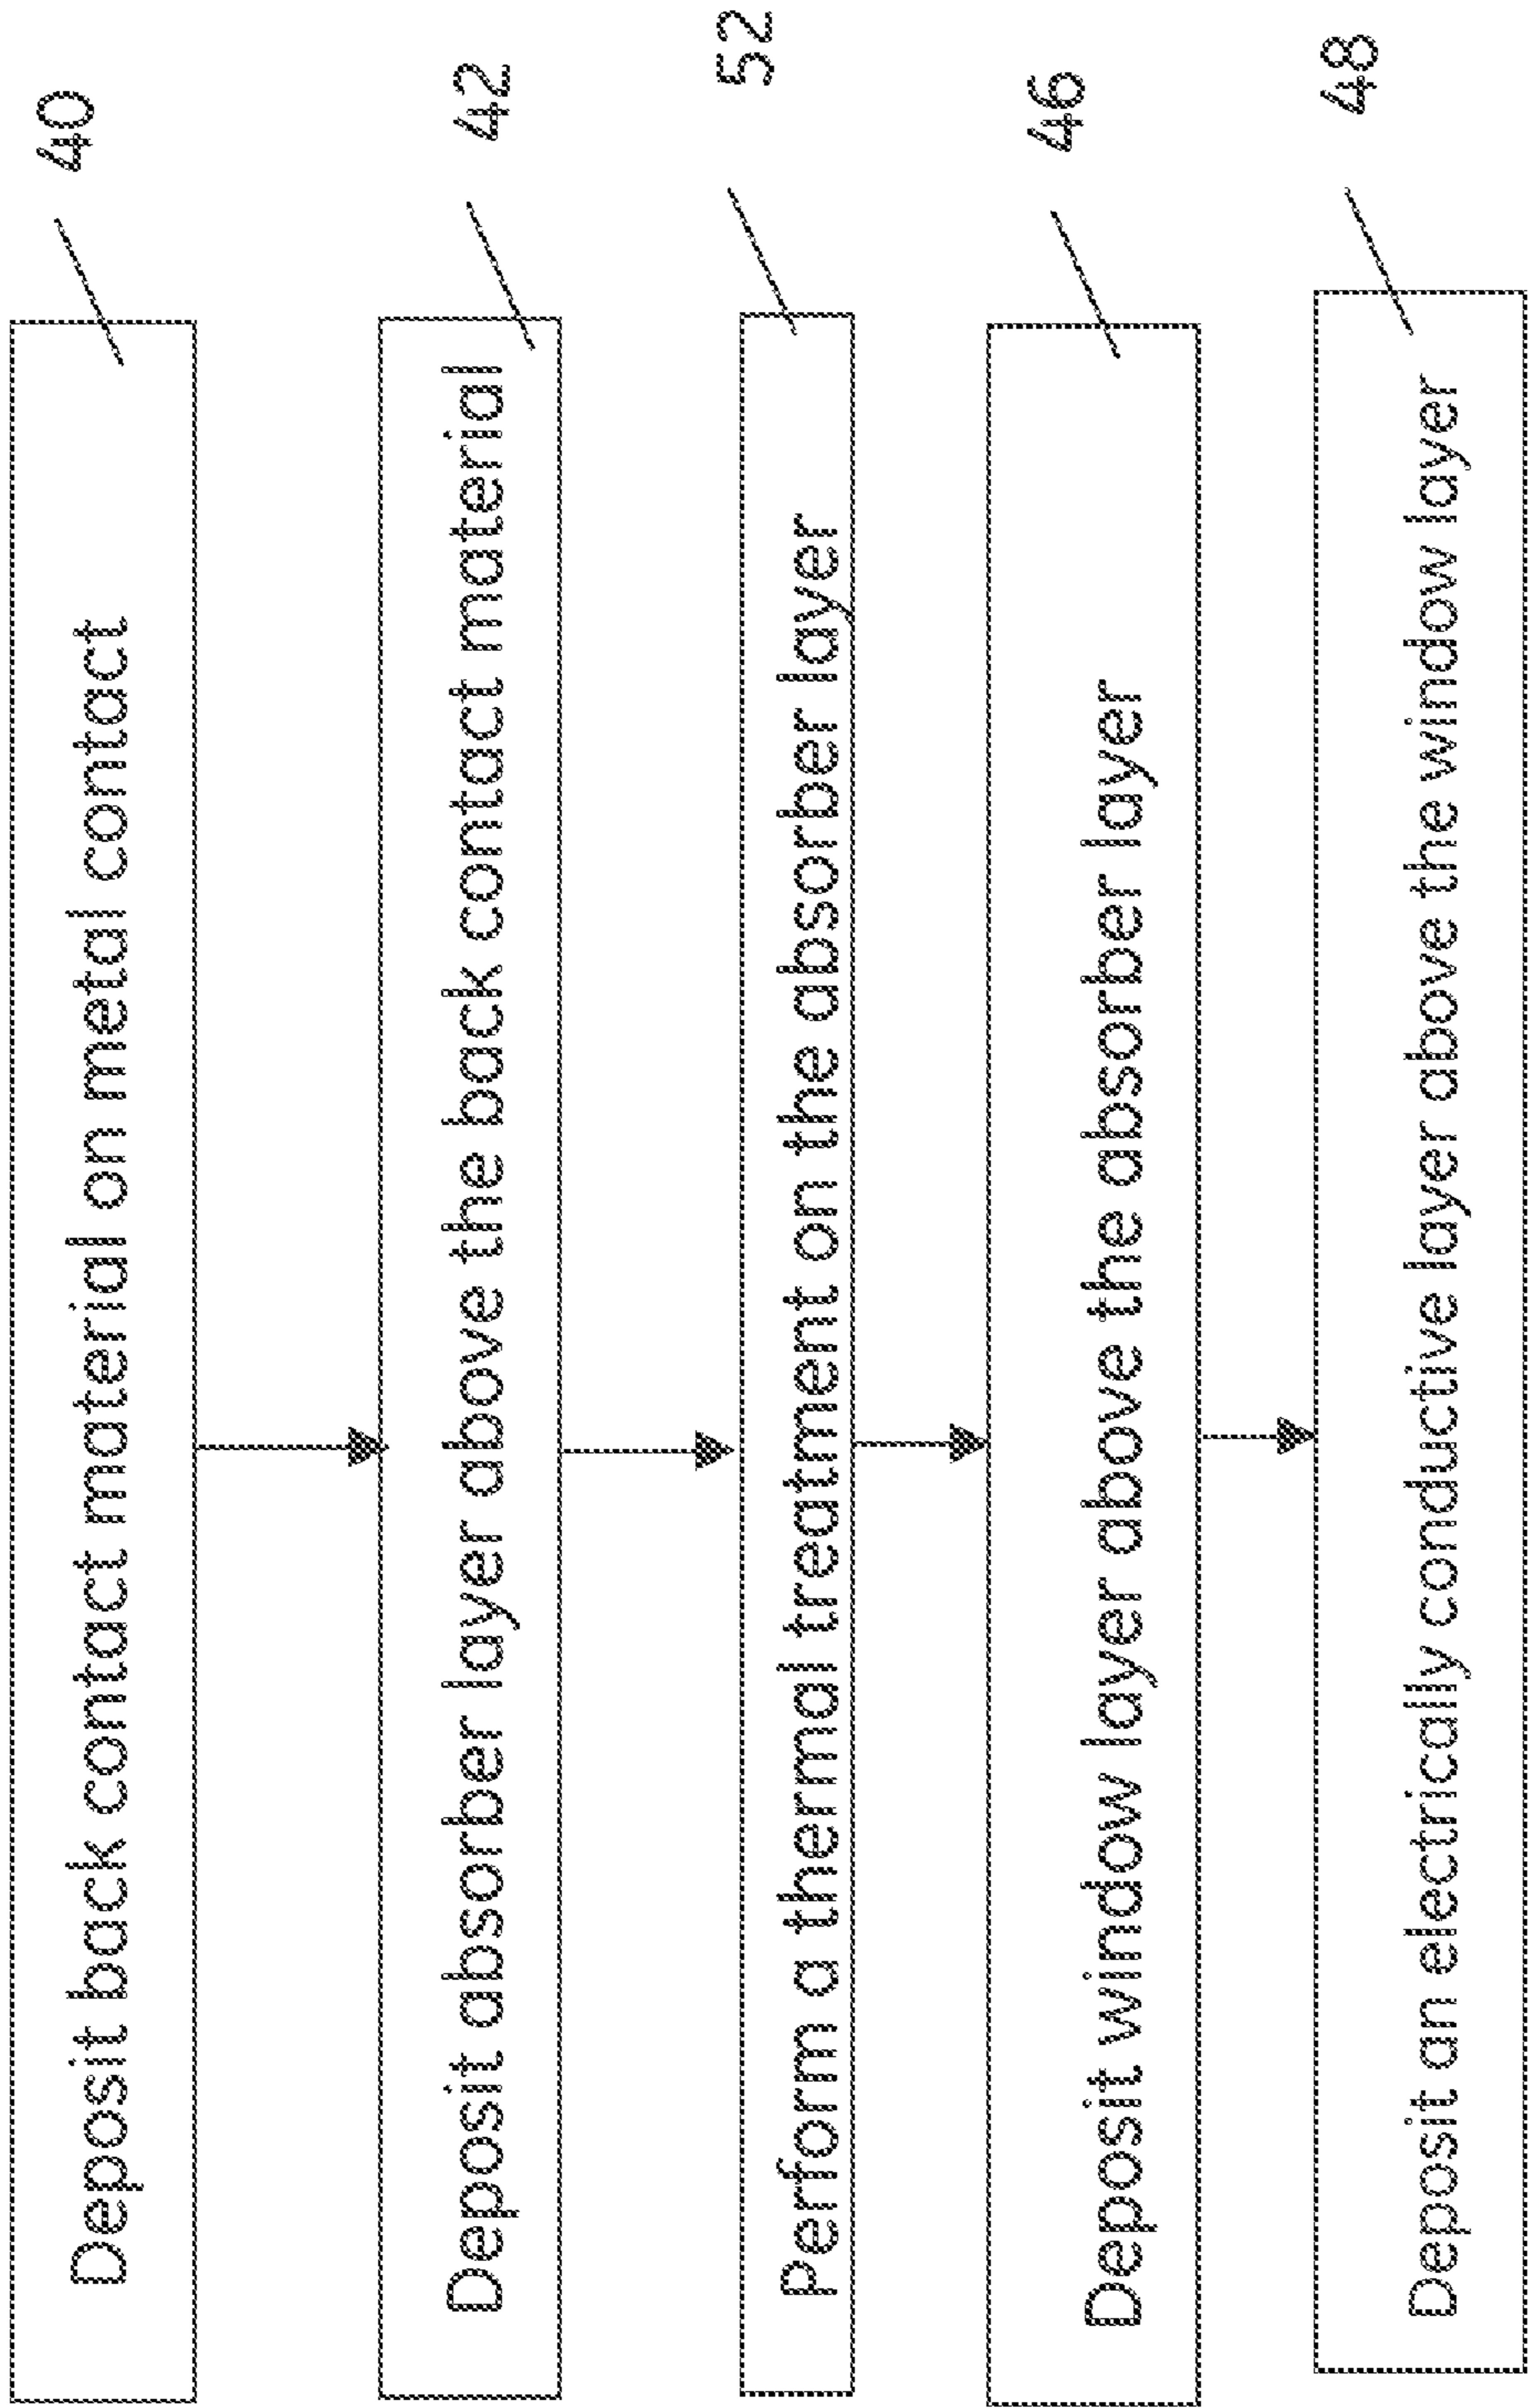 Deposit back contact material on metal contact
40
Deposit absorber layer above the back contact material
42
Perform a thermal treatment on the absorber layer
52
Deposit window layer above the absorber layer
46
Deposit an electrically conductive layer above the window layer
48